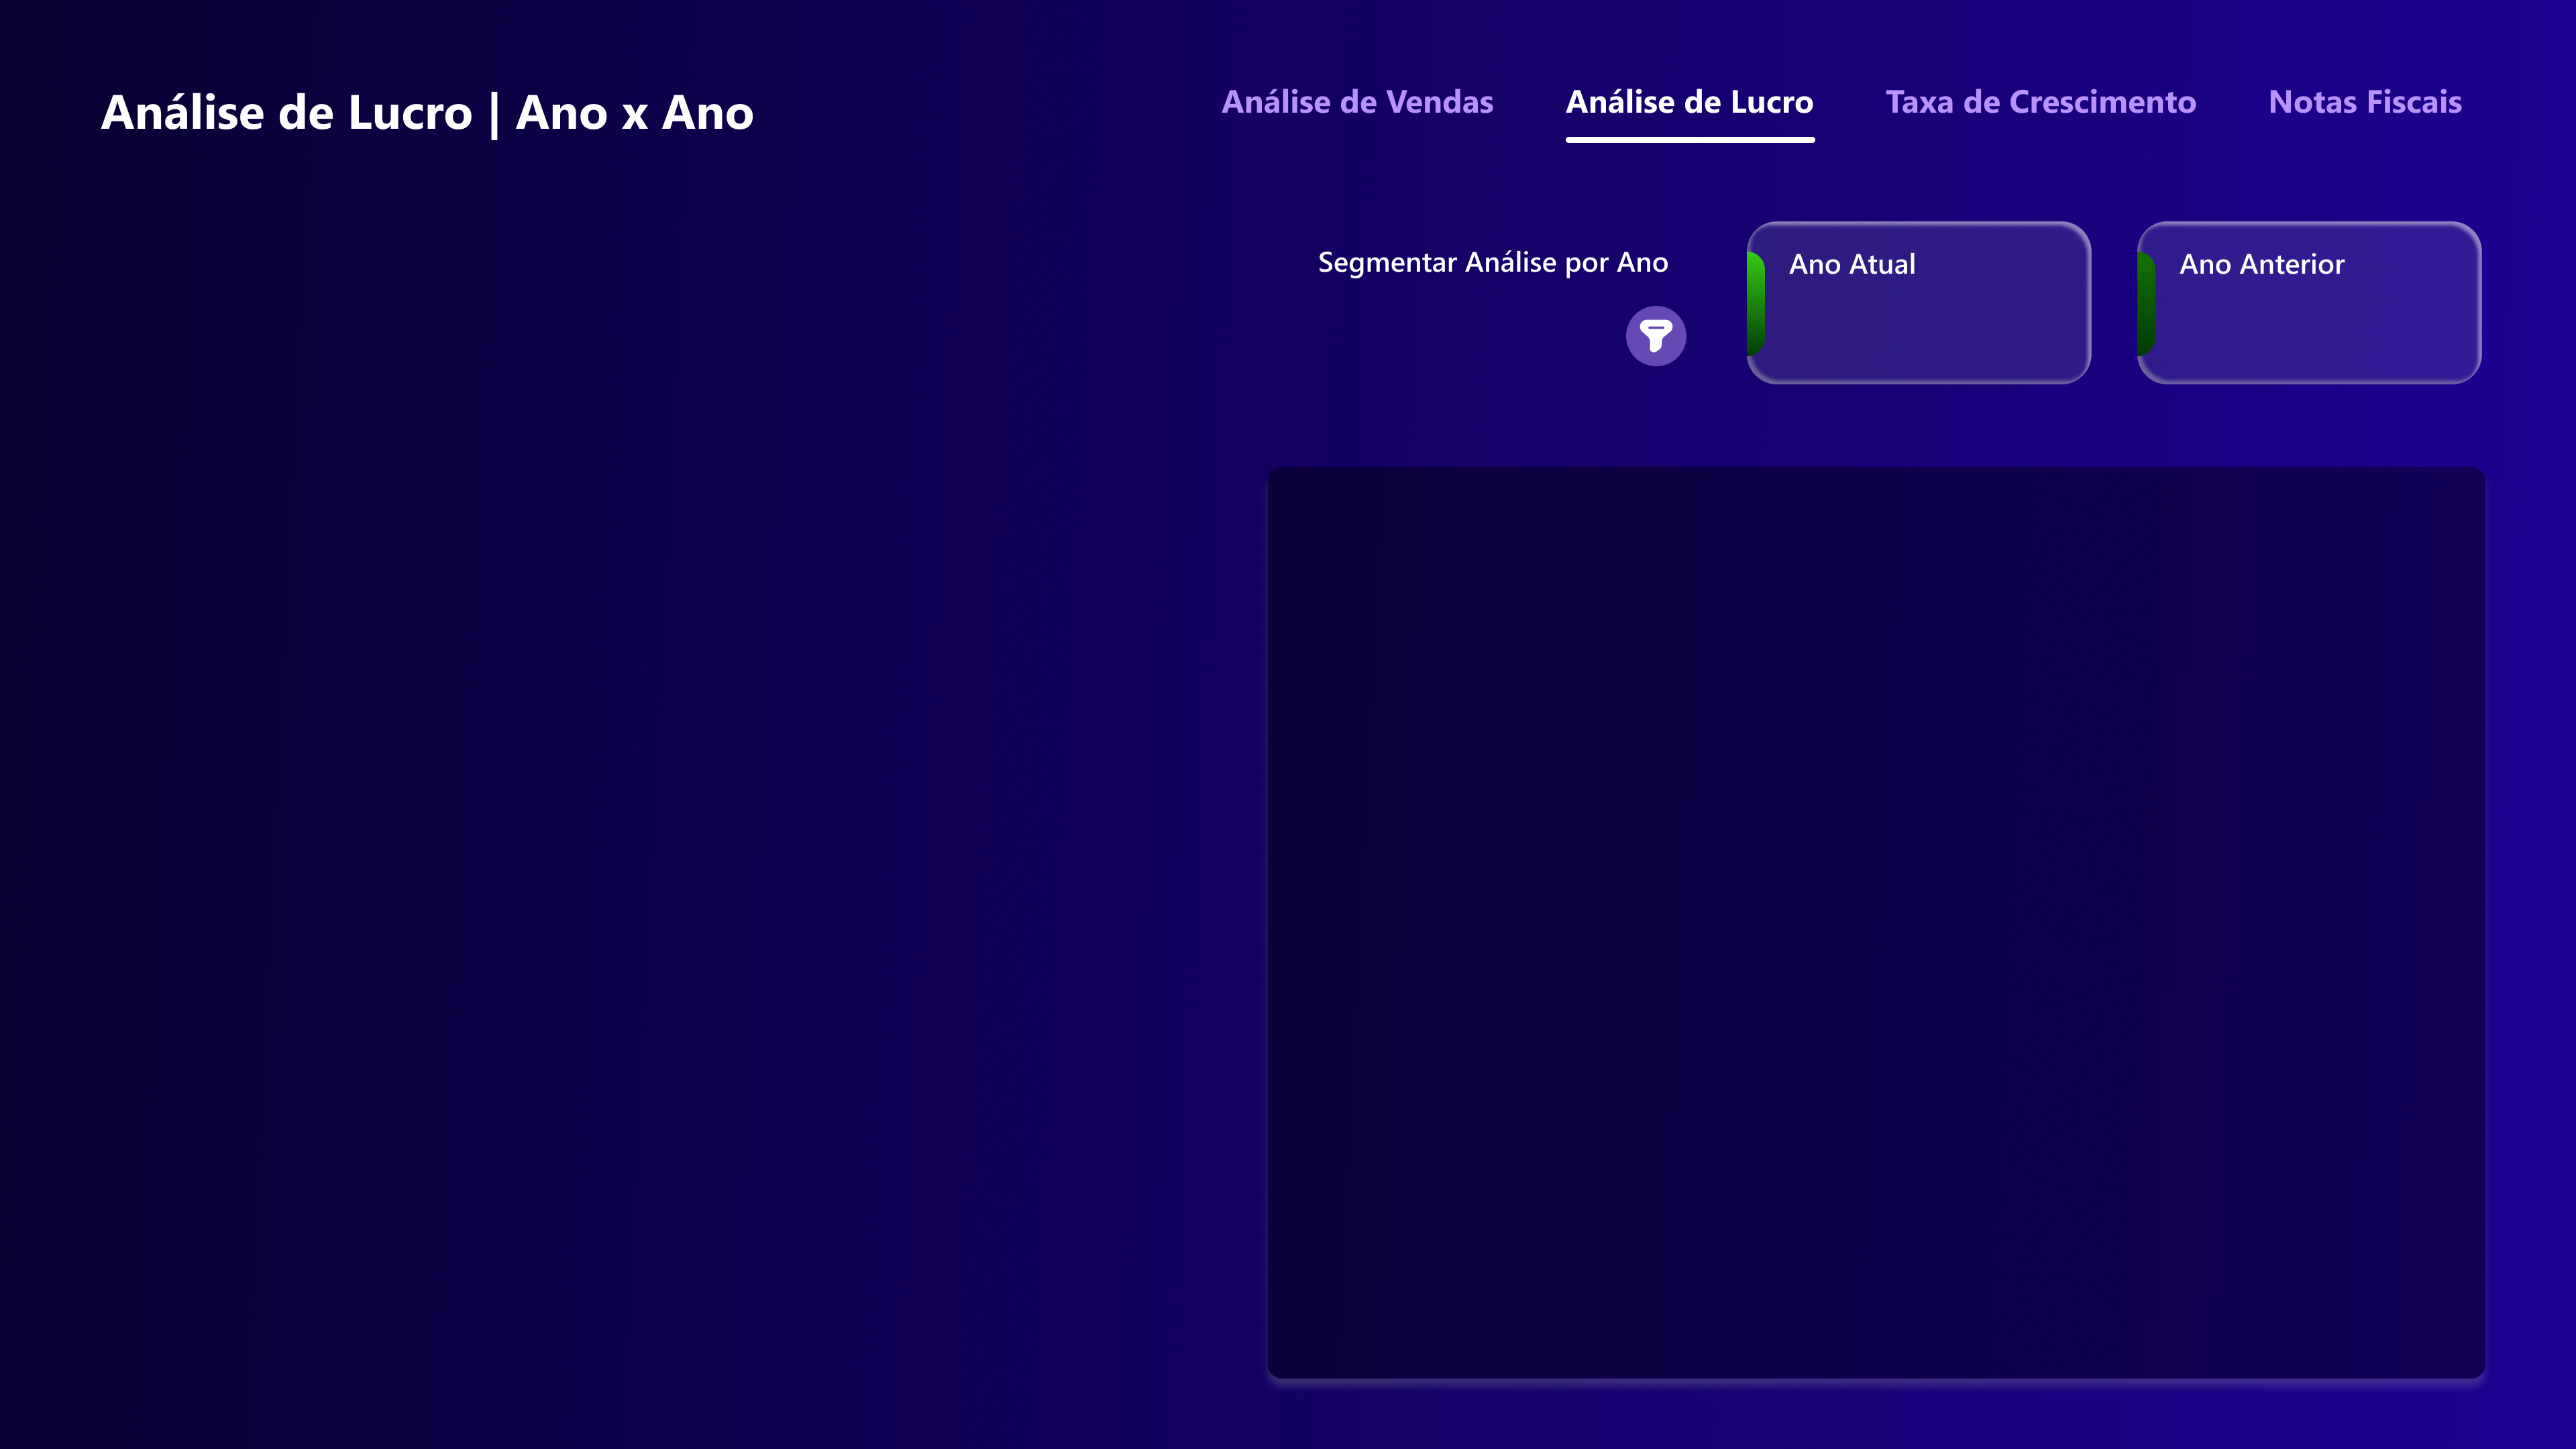 Análise de Lucro | Ano x Ano
Análise de Vendas
Análise de Lucro
Taxa de Crescimento
Notas Fiscais
Segmentar Análise por Ano
Ano Atual
Ano Anterior